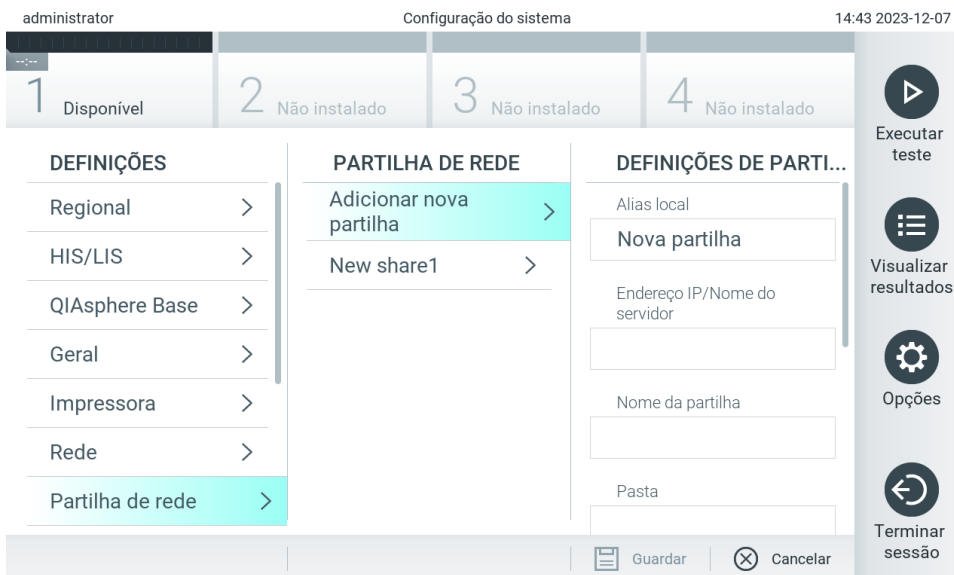 administrator
Configuração do sistema
14:43 2023-12-07
--:--
1 Disponível
2 Não instalado
3 Não instalado
4 Não instalado
DEFINIÇÕES
Regional
HIS/LIS
QIAsphere Base
Geral
Impressora
Rede
Partilha de rede
PARTILHA DE REDE
Adicionar nova
partilha
New share1
DEFINIÇÕES DE PARTI...
Alias local
Nova partilha
Endereço IP/Nome do
servidor
Nome da partilha
Pasta
Guardar
Cancelar
Executar
teste
Visualizar
resultados
Opções
Terminar
sessão